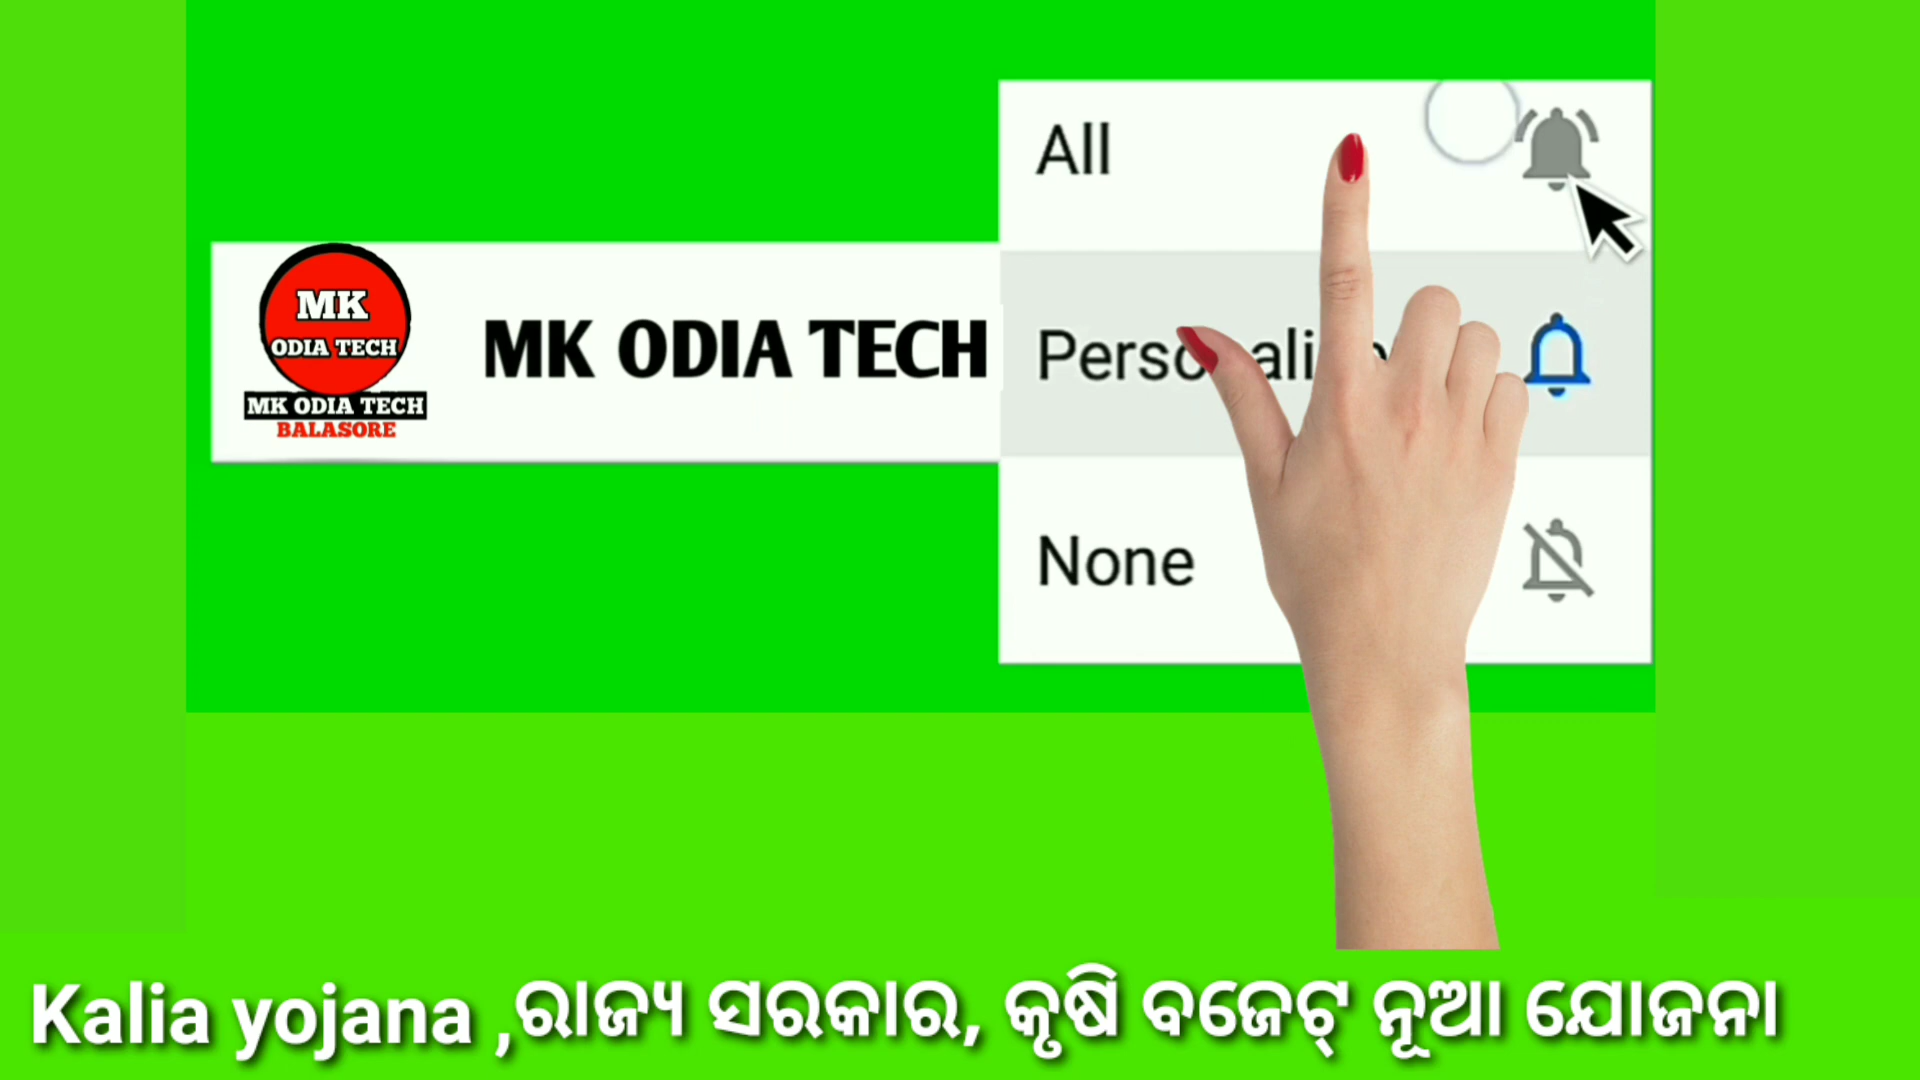 MK
ODIA TECH
MK ODIA TECH
BALASORE
MK ODIA TECH
All
None
Kalia yojana ,ରାଜ୍ୟ ସରକାର, କୃଷି ବଜେଟ୍ ନୂଆ ଯୋଜନା